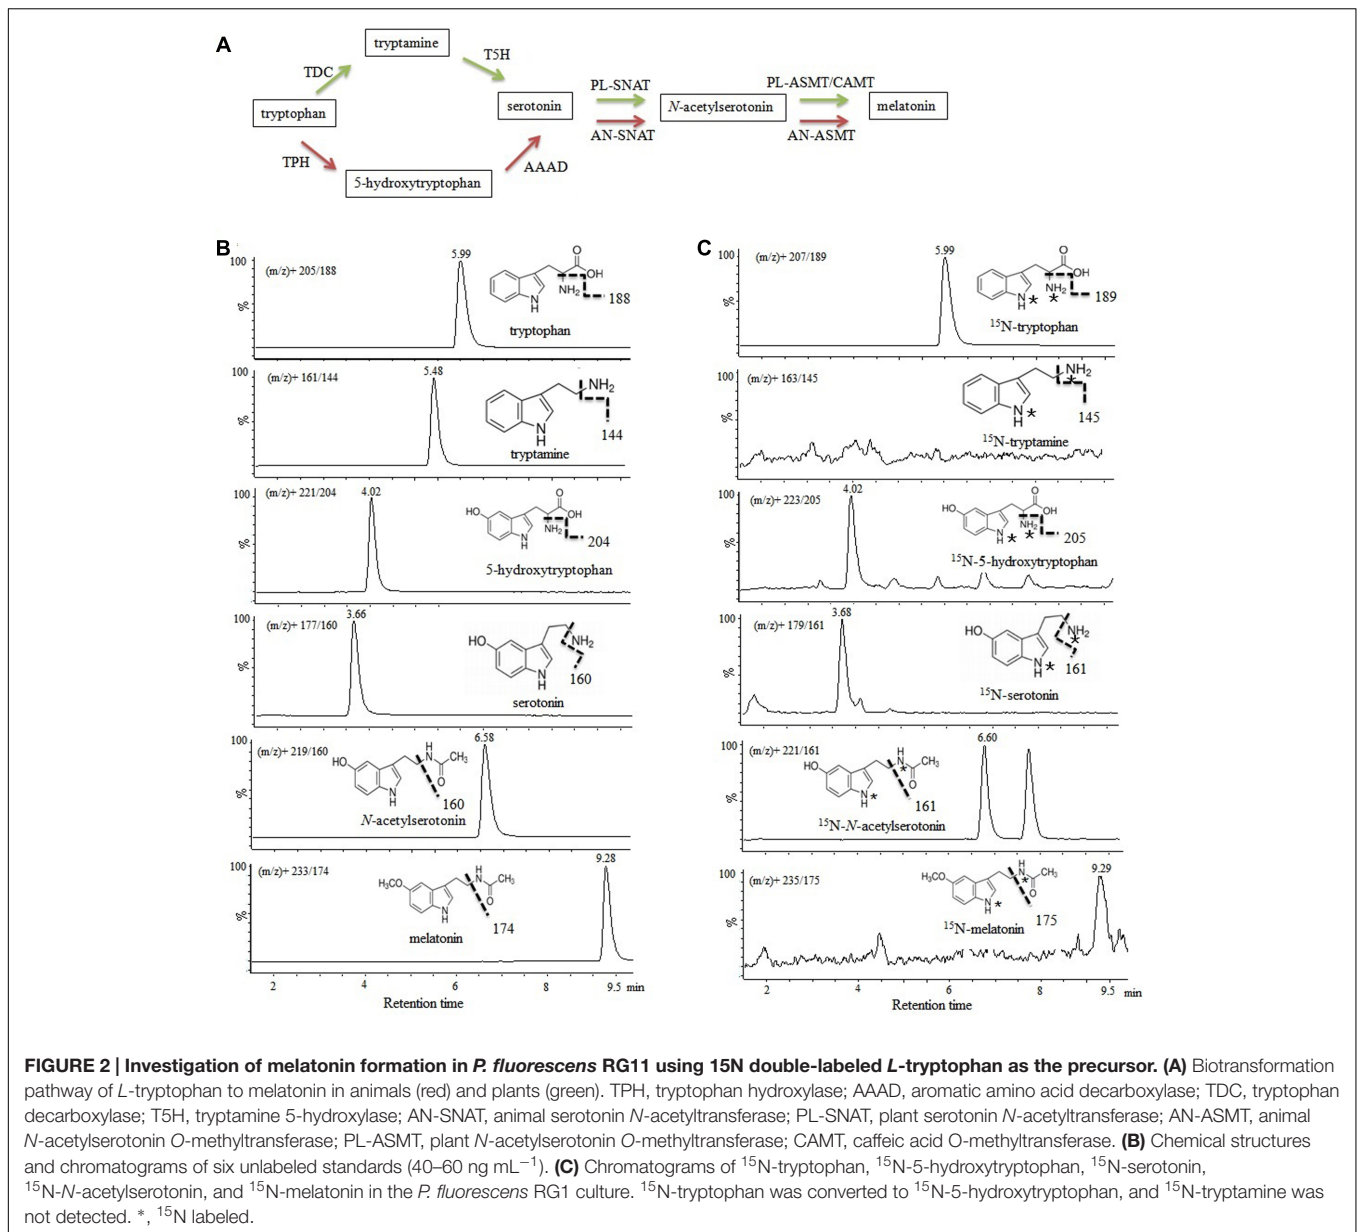 A
tryptamine
TDC
T5H
tryptophan
serotonin
PL-SNAT
AN-SNAT
N-acetylserotonin
PL-ASMT/CAMT
AN-ASMT
melatonin
TPH
AAAD
5-hydroxytryptophan
B
100
%
(m/z)+ 205/188
5.99
O
OH
NH2
N
H
188
tryptophan
100
%
(m/z)+ 161/144
5.48
NH2
N
H
144
tryptamine
100
%
(m/z)+ 221/204
4.02
HO
O
OH
NH2
N
H
204
5-hydroxytryptophan
100
%
(m/z)+ 177/160
3.66
HO
NH2
N
H
160
serotonin
100
%
(m/z)+ 219/160
6.58
HO
H
N
CH3
O
N
H
160
N-acetylserotonin
100
%
(m/z)+ 233/174
9.28
H3CO
H
N
CH3
O
N
H
174
melatonin
2 4 6 8 9.5 min
Retention time
C
100
%
(m/z)+ 207/189
5.99
O
OH
NH2
*
N
H *
189
15N-tryptophan
100
%
(m/z)+ 163/145
NH2
*
N
H *
145
15N-tryptamine
100
%
(m/z)+ 223/205
4.02
HO
O
OH
NH2
*
N
H *
205
15N-5-hydroxytryptophan
100
%
(m/z)+ 179/161
3.68
HO
NH2
*
N
H *
161
15N-serotonin
100
%
(m/z)+ 221/161
6.60
HO
H
N
*
CH3
O
N
H *
161
15N-N-acetylserotonin
100
%
(m/z)+ 235/175
9.29
H3CO
H
N
*
CH3
O
N
H *
175
15N-melatonin
2 4 6 8 9.5 min
Retention time
FIGURE 2 | Investigation of melatonin formation in P. fluorescens RG11 using 15N double-labeled L-tryptophan as the precursor. (A) Biotransformation
pathway of L-tryptophan to melatonin in animals (red) and plants (green). TPH, tryptophan hydroxylase; AAAD, aromatic amino acid decarboxylase; TDC, tryptophan
decarboxylase; T5H, tryptamine 5-hydroxylase; AN-SNAT, animal serotonin N-acetyltransferase; PL-SNAT, plant serotonin N-acetyltransferase; AN-ASMT, animal
N-acetylserotonin O-methyltransferase; PL-ASMT, plant N-acetylserotonin O-methyltransferase; CAMT, caffeic acid O-methyltransferase. (B) Chemical structures
and chromatograms of six unlabeled standards (40–60 ng mL−1). (C) Chromatograms of 15N-tryptophan, 15N-5-hydroxytryptophan, 15N-serotonin,
15N-N-acetylserotonin, and 15N-melatonin in the P. fluorescens RG1 culture. 15N-tryptophan was converted to 15N-5-hydroxytryptophan, and 15N-tryptamine was
not detected. *, 15N labeled.